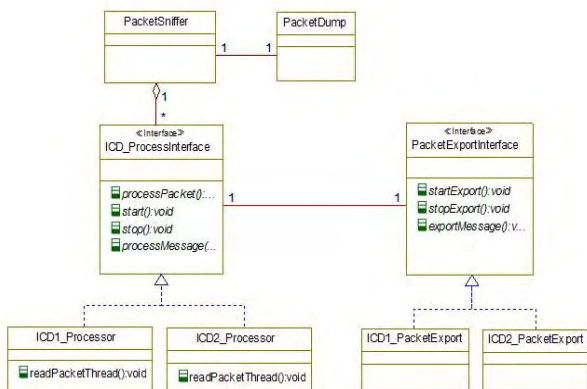 PacketSniffer
PacketDump
1
1
1
*
«Interface»
ICD_ProcessInterface
processPacket():...
start():void
stop():void
processMessage(...
1
1
«Interface»
PacketExportInterface
startExport():void
stopExport():void
exportMessage():v...
ICD1_Processor
readPacketThread():void
ICD2_Processor
readPacketThread():void
ICD1_PacketExport
ICD2_PacketExport